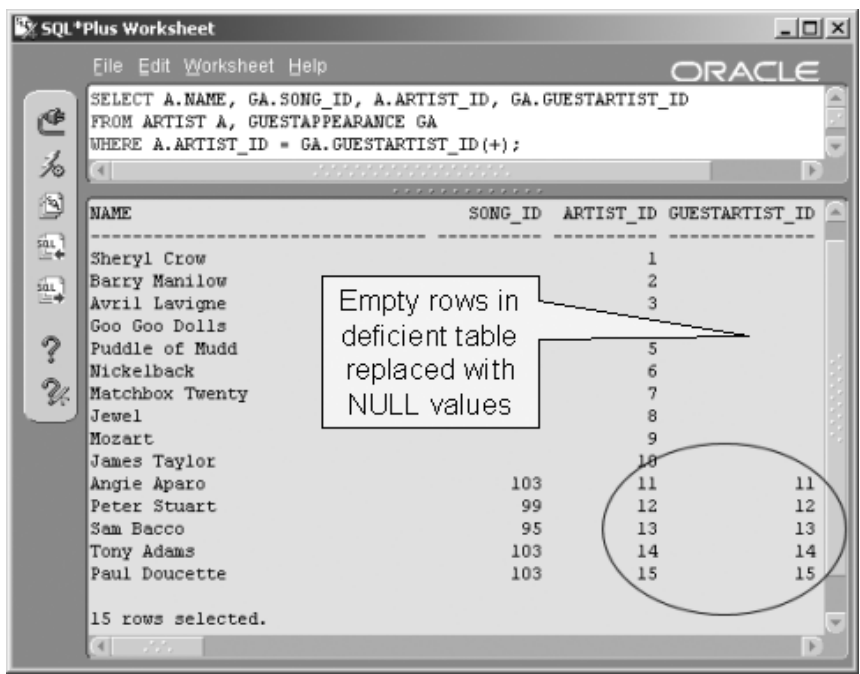 SQL*Plus Worksheet
File Edit Worksheet Help
ORACLE
SELECT A.NAME, GA.SONG_ID, A.ARTIST_ID, GA.GUESTARTIST_ID
FROM ARTIST A, GUESTAPPEARANCE GA
WHERE A.ARTIST_ID = GA.GUESTARTIST_ID(+);
NAME SONG_ID ARTIST_ID GUESTARTIST_ID
-------------------------------- ---------- ---------- --------------
Sheryl Crow 1
Barry Manilow 2
Avril Lavigne 3
Goo Goo Dolls
Puddle of Mudd 5
Nickelback 6
Matchbox Twenty 7
Jewel 8
Mozart 9
James Taylor 10
Angie Aparo 103 11 11
Peter Stuart 99 12 12
Sam Bacco 95 13 13
Tony Adams 103 14 14
Paul Doucette 103 15 15
15 rows selected.
Empty rows in
deficient table
replaced with
NULL values
SQL
SQL